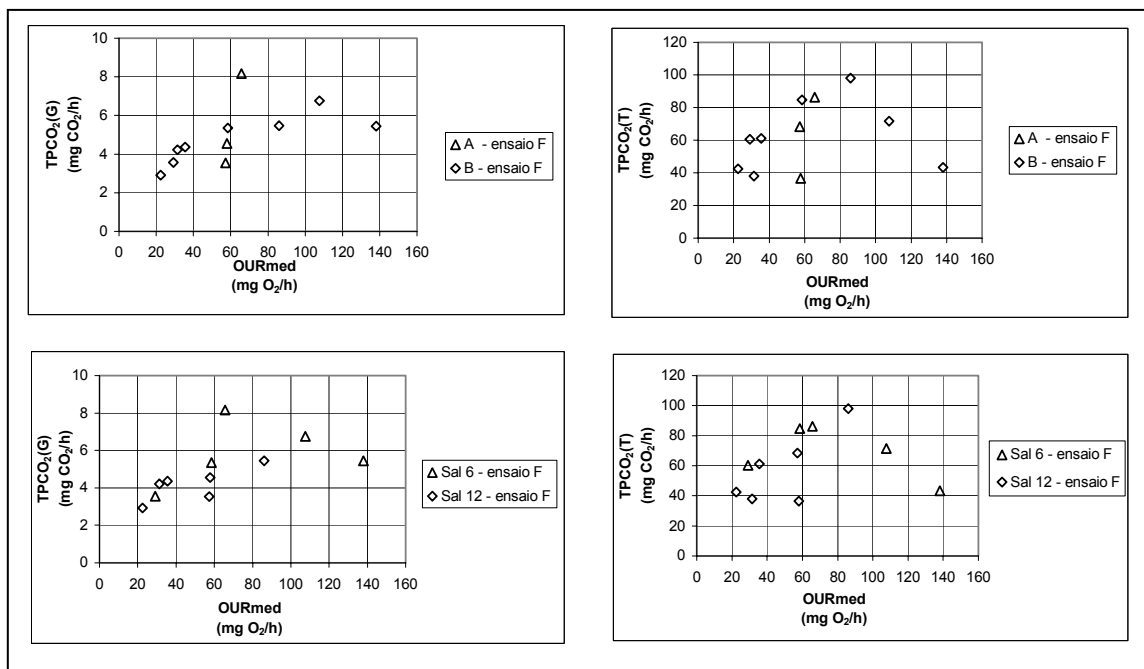 TPCO₂(G)
(mg CO₂/h)
10
8
6
4
2
0
0 20 40 60 80 100 120 140 160
OURmed
(mg O₂/h)
A - ensaio F
B - ensaio F
TPCO₂(T)
(mg CO₂/h)
120
100
80
60
40
20
0
0 20 40 60 80 100 120 140 160
OURmed
(mg O₂/h)
A - ensaio F
B - ensaio F
TPCO₂(G)
(mg CO₂/h)
10
8
6
4
2
0
0 20 40 60 80 100 120 140 160
OURmed
(mg O₂/h)
Sal 6 - ensaio F
Sal 12 - ensaio F
TPCO₂(T)
(mg CO₂/h)
120
100
80
60
40
20
0
0 20 40 60 80 100 120 140 160
OURmed
(mg O₂/h)
Sal 6 - ensaio F
Sal 12 - ensaio F